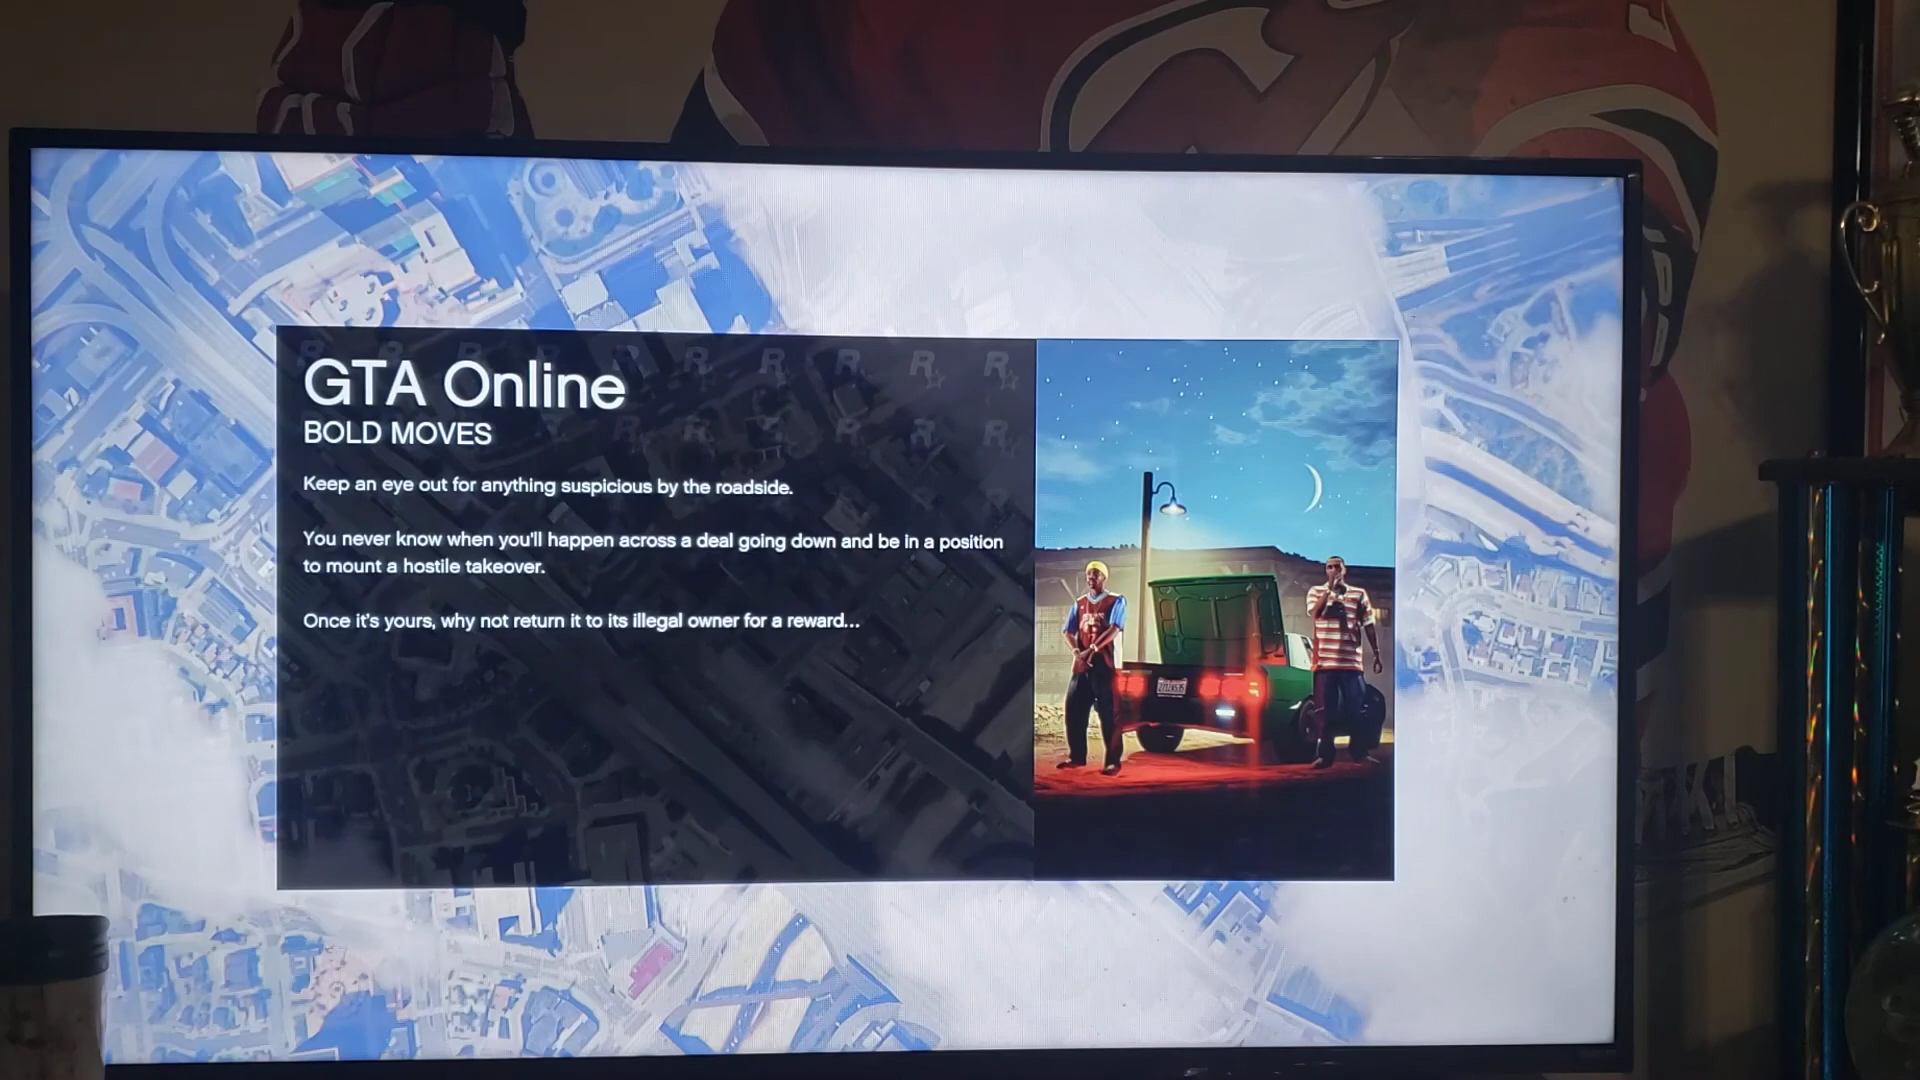 GTA Online
BOLD MOVES
Keep an eye out for anything suspicious by the roadside.
You never know when you'll happen across a deal going down and be in a position
to mount a hostile takeover.
Once it's yours, why not return it to its illegal owner for a reward...